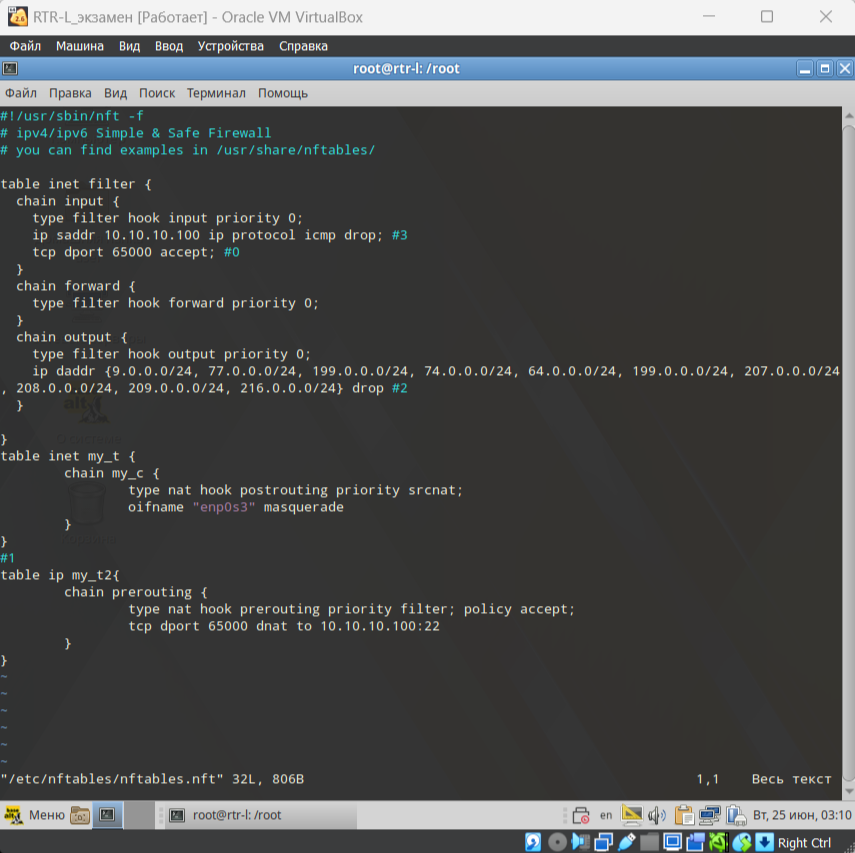 RTR-L_экзамен [Работает] - Oracle VM VirtualBox
Файл Машина Вид Ввод Устройства Справка
root@rtr-l: /root
Файл Правка Вид Поиск Терминал Помощь
#!/usr/sbin/nft -f
# ipv4/ipv6 Simple & Safe Firewall
# you can find examples in /usr/share/nftables/
table inet filter {
  chain input {
    type filter hook input priority 0;
    ip saddr 10.10.10.100 ip protocol icmp drop; #3
    tcp dport 65000 accept; #0
  }
  chain forward {
    type filter hook forward priority 0;
  }
  chain output {
    type filter hook output priority 0;
    ip daddr {9.0.0.0/24, 77.0.0.0/24, 199.0.0.0/24, 74.0.0.0/24, 64.0.0.0/24, 199.0.0.0/24, 207.0.0.0/24
, 208.0.0.0/24, 209.0.0.0/24, 216.0.0.0/24} drop #2
  }
}
table inet my_t {
        chain my_c {
                type nat hook postrouting priority srcnat;
                oifname "enp0s3" masquerade
        }
}
#1
table ip my_t2{
        chain prerouting {
                type nat hook prerouting priority filter; policy accept;
                tcp dport 65000 dnat to 10.10.10.100:22
        }
}
~
~
~
~
~
~
"/etc/nftables/nftables.nft" 32L, 806B 1,1 Весь текст
Меню root@rtr-l: /root en Вт, 25 июн, 03:10
Right Ctrl